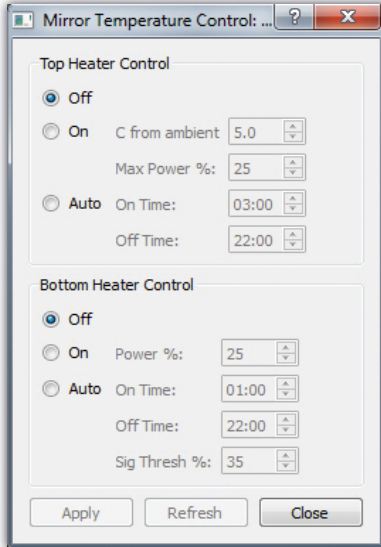 Mirror Temperature Control: ...
Top Heater Control
Off
On C from ambient 5.0
Max Power %: 25
Auto On Time: 03:00
Off Time: 22:00
Bottom Heater Control
Off
On Power %: 25
Auto On Time: 01:00
Off Time: 22:00
Sig Thresh %: 35
Apply Refresh Close